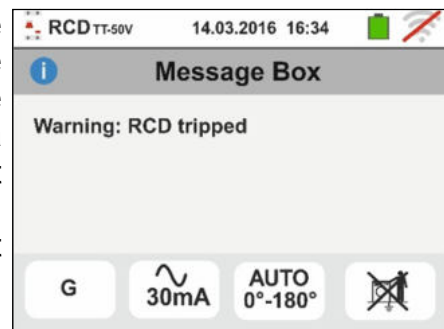 RCD TT-50V 14.03.2016 16:34
Message Box
Warning: RCD tripped
G 30mA AUTO
0°-180°